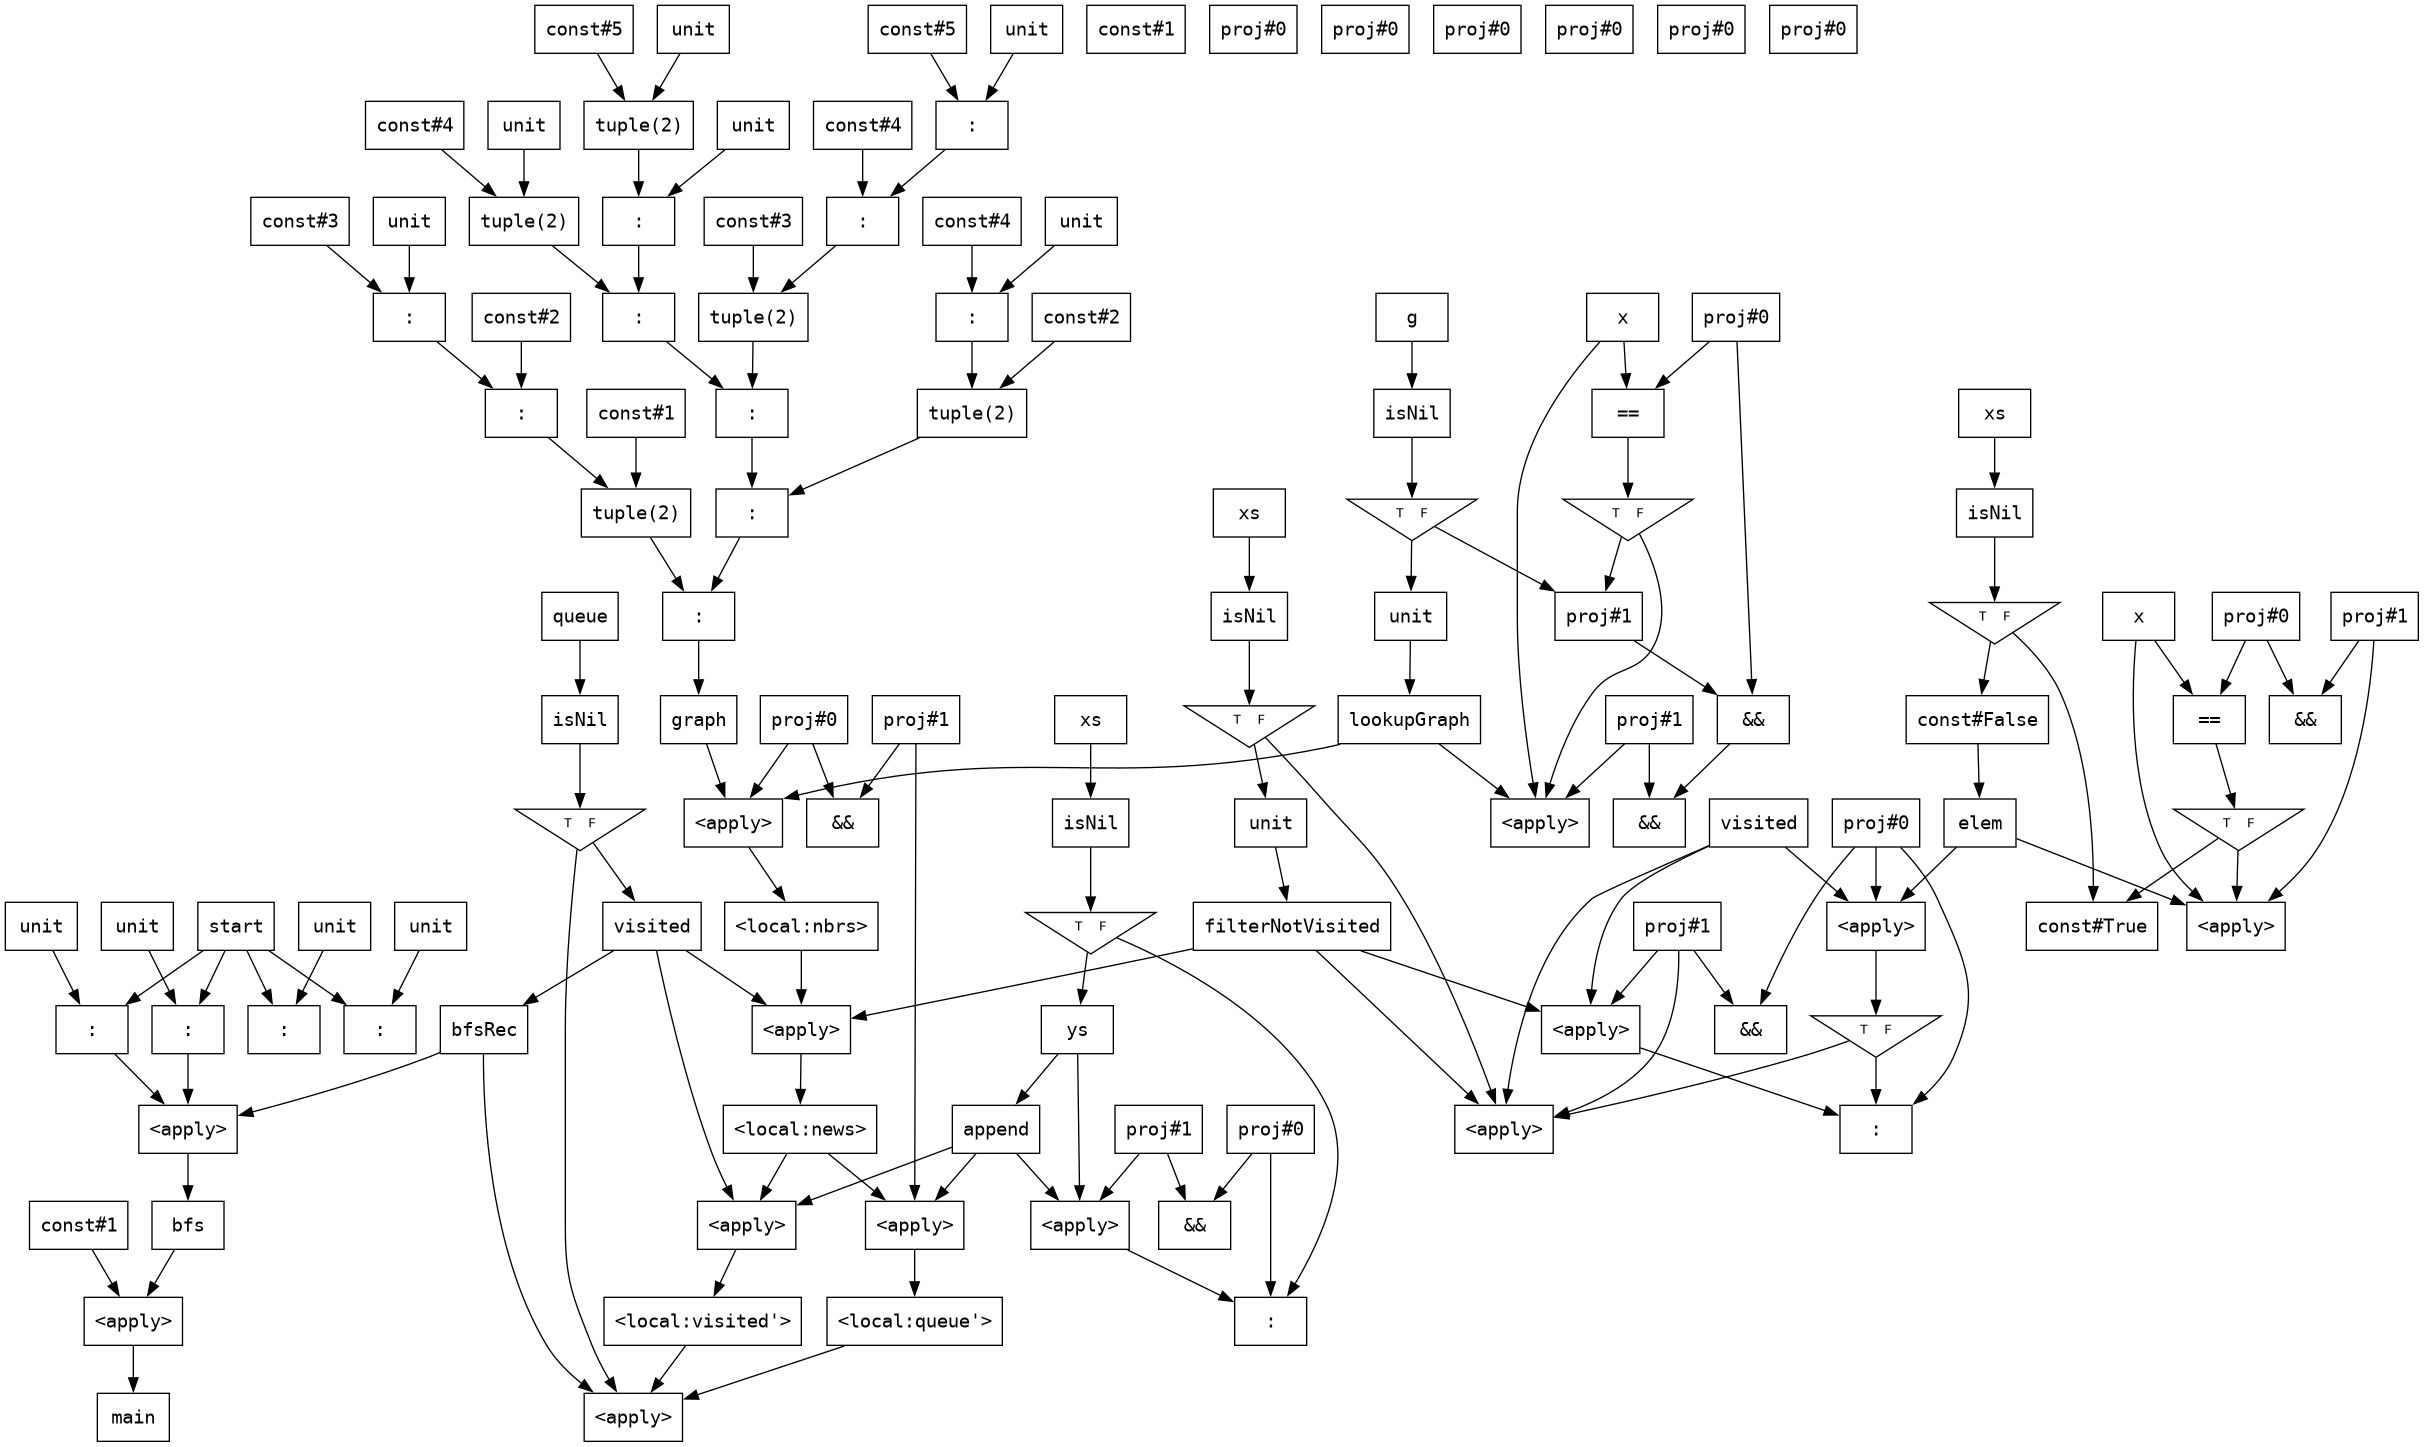 const#5 unit const#5 unit const#1 proj#0 proj#0 proj#0 proj#0 proj#0 proj#0
const#4 unit tuple(2) unit const#4 :
const#3 unit tuple(2) : const#3 : const#4 unit
: const#2 : tuple(2) : const#2 g x proj#0
: const#1 : tuple(2) isNil == xs
tuple(2) : xs T F T F isNil
queue : isNil unit proj#1 T F x proj#0 proj#1
isNil graph proj#0 proj#1 xs T F lookupGraph proj#1 && const#False == &&
T F <apply> && isNil unit <apply> && visited proj#0 elem T F
unit unit start unit unit visited <local:nbrs> T F filterNotVisited proj#1 <apply> const#True <apply>
: : : : bfsRec <apply> ys <apply> && T F
<apply> <local:news> append proj#1 proj#0 <apply> :
const#1 bfs <apply> <apply> <apply> &&
<apply> <local:visited'> <local:queue'> :
main <apply>